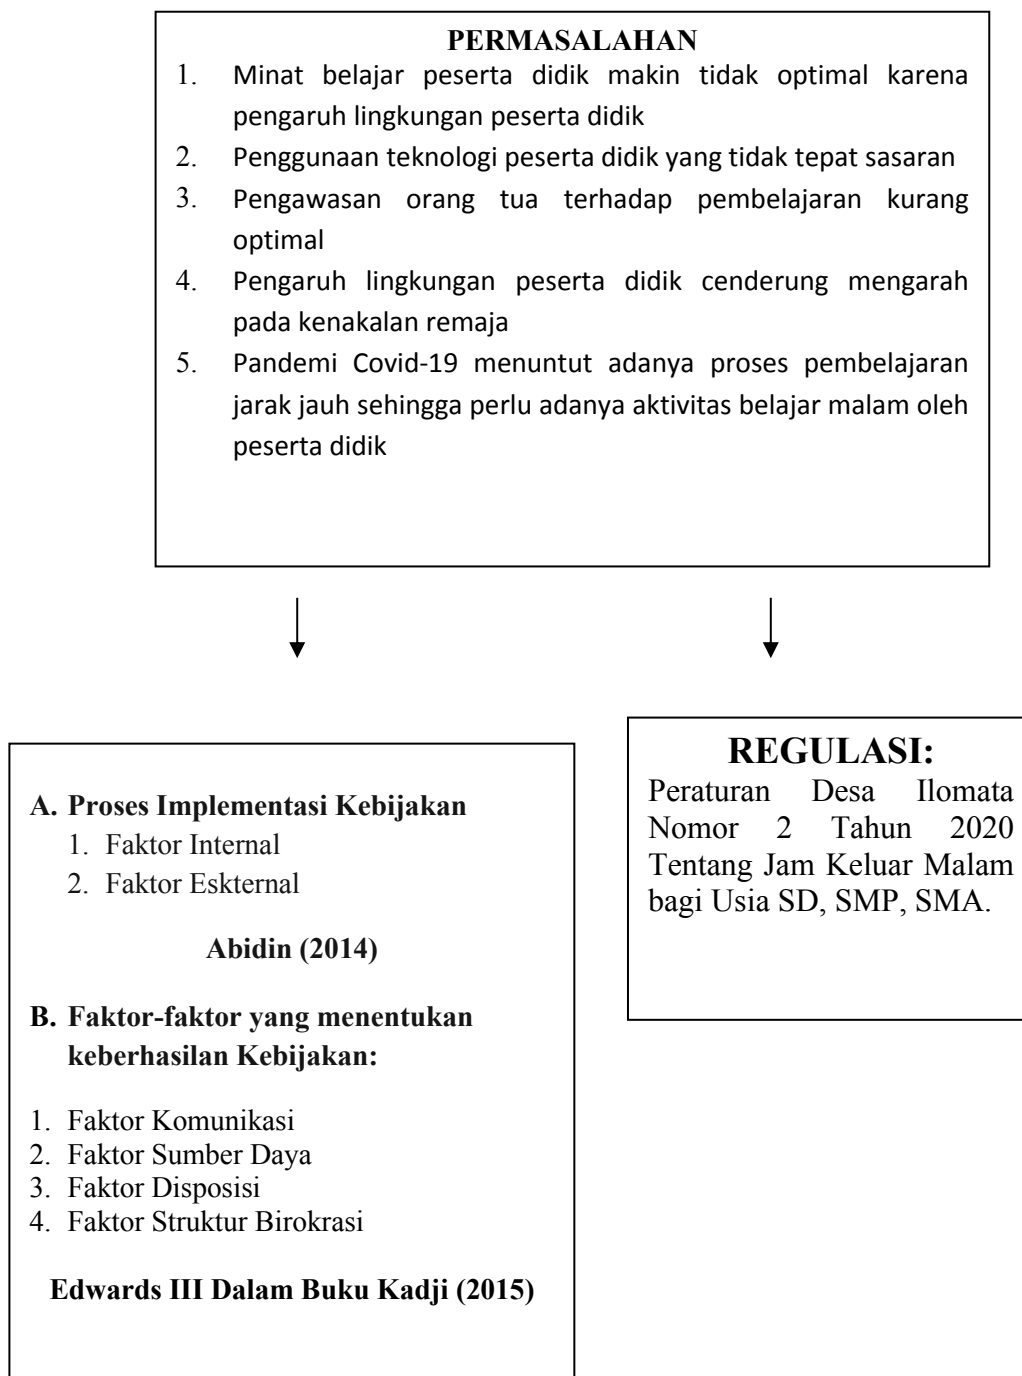 PERMASALAHAN
1. Minat belajar peserta didik makin tidak optimal karena
pengaruh lingkungan peserta didik
2. Penggunaan teknologi peserta didik yang tidak tepat sasaran
3. Pengawasan orang tua terhadap pembelajaran kurang
optimal
4. Pengaruh lingkungan peserta didik cenderung mengarah
pada kenakalan remaja
5. Pandemi Covid-19 menuntut adanya proses pembelajaran
jarak jauh sehingga perlu adanya aktivitas belajar malam oleh
peserta didik
A. Proses Implementasi Kebijakan
1. Faktor Internal
2. Faktor Eskternal
Abidin (2014)
B. Faktor-faktor yang menentukan
keberhasilan Kebijakan:
1. Faktor Komunikasi
2. Faktor Sumber Daya
3. Faktor Disposisi
4. Faktor Struktur Birokrasi
Edwards III Dalam Buku Kadji (2015)
REGULASI:
Peraturan Desa Ilomata
Nomor 2 Tahun 2020
Tentang Jam Keluar Malam
bagi Usia SD, SMP, SMA.